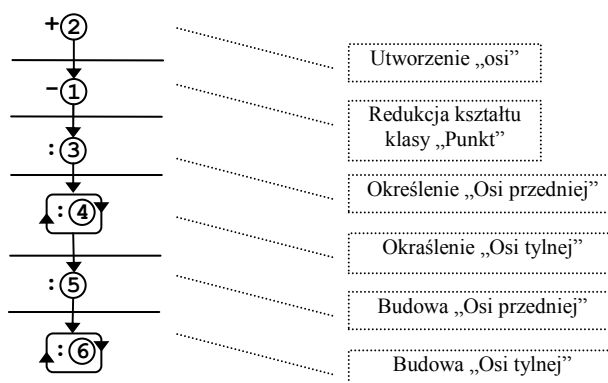 +2
Utworzenie „osi”
-1
Redukcja kształtu
klasy „Punkt”
:3
Określenie „Osi przedniej”
:4
Okraślenie „Osi tylnej”
:5
Budowa „Osi przedniej”
:6
Budowa „Osi tylnej”